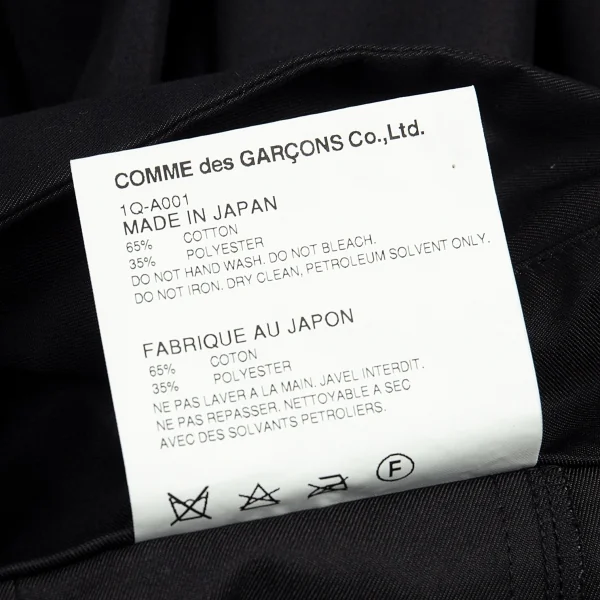 COMME des GARÇONS Co.,Ltd.
1Q-A001
MADE IN JAPAN
65% COTTON
35% POLYESTER
DO NOT HAND WASH. DO NOT BLEACH.
DO NOT IRON. DRY CLEAN, PETROLEUM SOLVENT ONLY.
FABRIQUE AU JAPON
65% COTON
35% POLYESTER
NE PAS LAVER A LA MAIN. JAVEL INTERDIT.
NE PAS REPASSER. NETTOYABLE A SEC
AVEC DES SOLVANTS PETROLIERS.
F